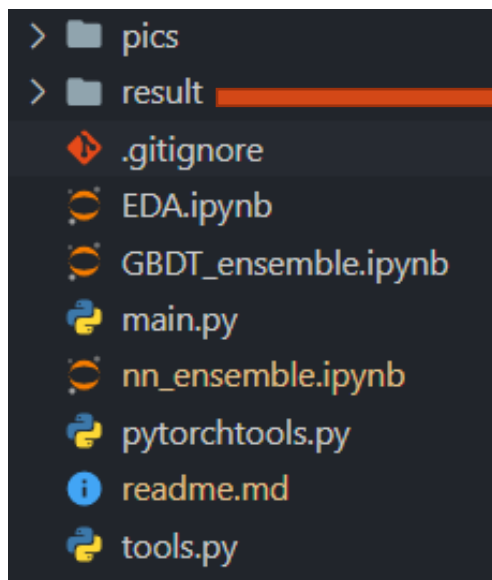 pics
result
.gitignore
EDA.ipynb
GBDT_ensemble.ipynb
main.py
nn_ensemble.ipynb
pytorchtools.py
readme.md
tools.py